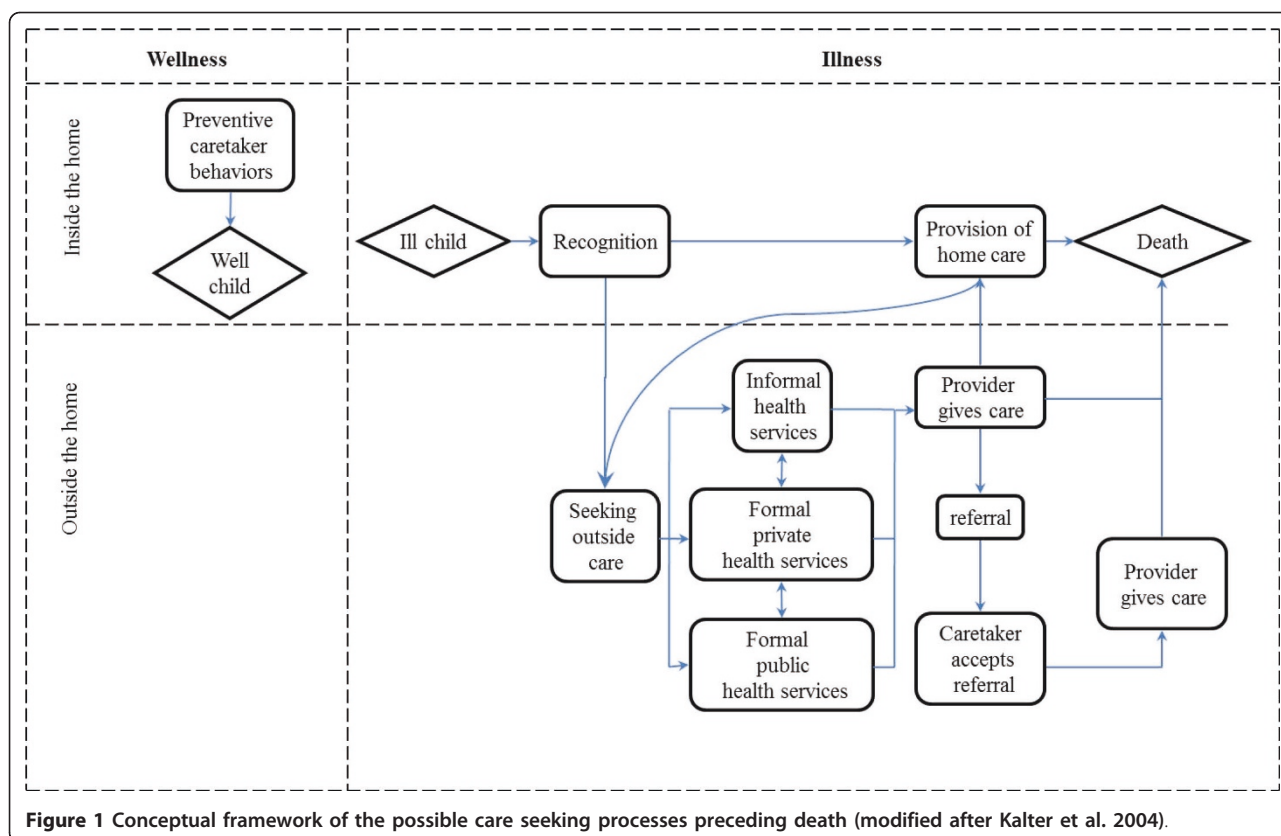 Wellness
Illness
Inside the home
Preventive
caretaker
behaviors
Well
child
Ill child
Recognition
Provision of
home care
Death
Outside the home
Seeking
outside
care
Informal
health
services
Formal
private
health services
Formal
public
health services
Provider
gives care
referral
Caretaker
accepts
referral
Provider
gives care
Figure 1 Conceptual framework of the possible care seeking processes preceding death (modified after Kalter et al. 2004).